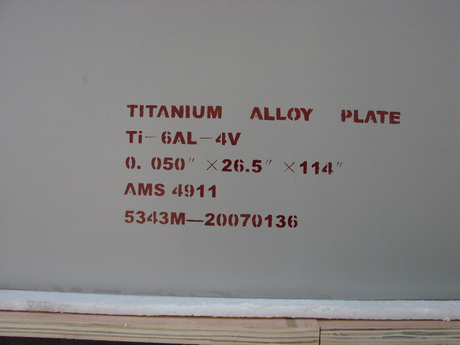 TITANIUM ALLOY PLATE
Ti-6AL-4V
0. 050" ×26.5" ×114"
AMS 4911
5343M—20070136